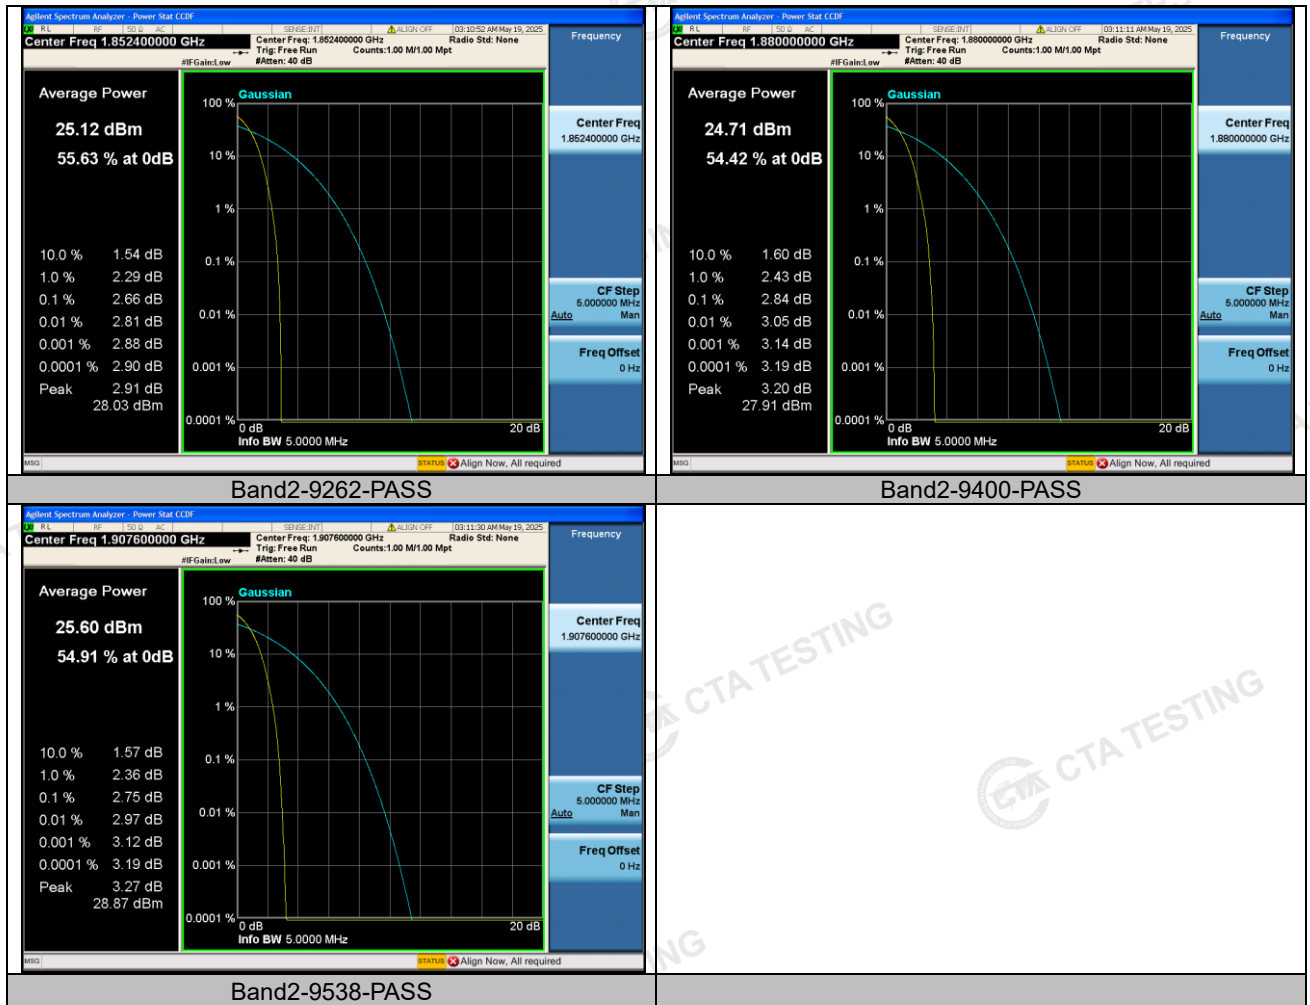 Agilent Spectrum Analyzer - Power Stat CCDF
RL RF 50 Ω AC SENSE:INT ALIGN OFF 03:10:52 AM May 19, 2025
Center Freq 1.852400000 GHz
Center Freq: 1.852400000 GHz Radio Std: None
Trig: Free Run Counts:1.00 M/1.00 Mpt
#IFGain:Low #Atten: 40 dB
Frequency
Average Power
25.12 dBm
55.63 % at 0dB
10.0 % 1.54 dB
1.0 % 2.29 dB
0.1 % 2.66 dB
0.01 % 2.81 dB
0.001 % 2.88 dB
0.0001 % 2.90 dB
Peak 2.91 dB
28.03 dBm
Gaussian
100 %
10 %
1 %
0.1 %
0.01 %
0.001 %
0.0001 %
0 dB 20 dB
Info BW 5.0000 MHz
Center Freq
1.852400000 GHz
CF Step
5.000000 MHz
Auto Man
Freq Offset
0 Hz
MSG STATUS Align Now, All required
Band2-9262-PASS
Agilent Spectrum Analyzer - Power Stat CCDF
RL RF 50 Ω AC SENSE:INT ALIGN OFF 03:11:11 AM May 19, 2025
Center Freq 1.880000000 GHz
Center Freq: 1.880000000 GHz Radio Std: None
Trig: Free Run Counts:1.00 M/1.00 Mpt
#IFGain:Low #Atten: 40 dB
Frequency
Average Power
24.71 dBm
54.42 % at 0dB
10.0 % 1.60 dB
1.0 % 2.43 dB
0.1 % 2.84 dB
0.01 % 3.05 dB
0.001 % 3.14 dB
0.0001 % 3.19 dB
Peak 3.20 dB
27.91 dBm
Gaussian
100 %
10 %
1 %
0.1 %
0.01 %
0.001 %
0.0001 %
0 dB 20 dB
Info BW 5.0000 MHz
Center Freq
1.880000000 GHz
CF Step
5.000000 MHz
Auto Man
Freq Offset
0 Hz
MSG STATUS Align Now, All required
Band2-9400-PASS
Agilent Spectrum Analyzer - Power Stat CCDF
RL RF 50 Ω AC SENSE:INT ALIGN OFF 03:11:30 AM May 19, 2025
Center Freq 1.907600000 GHz
Center Freq: 1.907600000 GHz Radio Std: None
Trig: Free Run Counts:1.00 M/1.00 Mpt
#IFGain:Low #Atten: 40 dB
Frequency
Average Power
25.60 dBm
54.91 % at 0dB
10.0 % 1.57 dB
1.0 % 2.36 dB
0.1 % 2.75 dB
0.01 % 2.97 dB
0.001 % 3.12 dB
0.0001 % 3.19 dB
Peak 3.27 dB
28.87 dBm
Gaussian
100 %
10 %
1 %
0.1 %
0.01 %
0.001 %
0.0001 %
0 dB 20 dB
Info BW 5.0000 MHz
Center Freq
1.907600000 GHz
CF Step
5.000000 MHz
Auto Man
Freq Offset
0 Hz
MSG STATUS Align Now, All required
Band2-9538-PASS
CTA TESTING
CTA TESTING